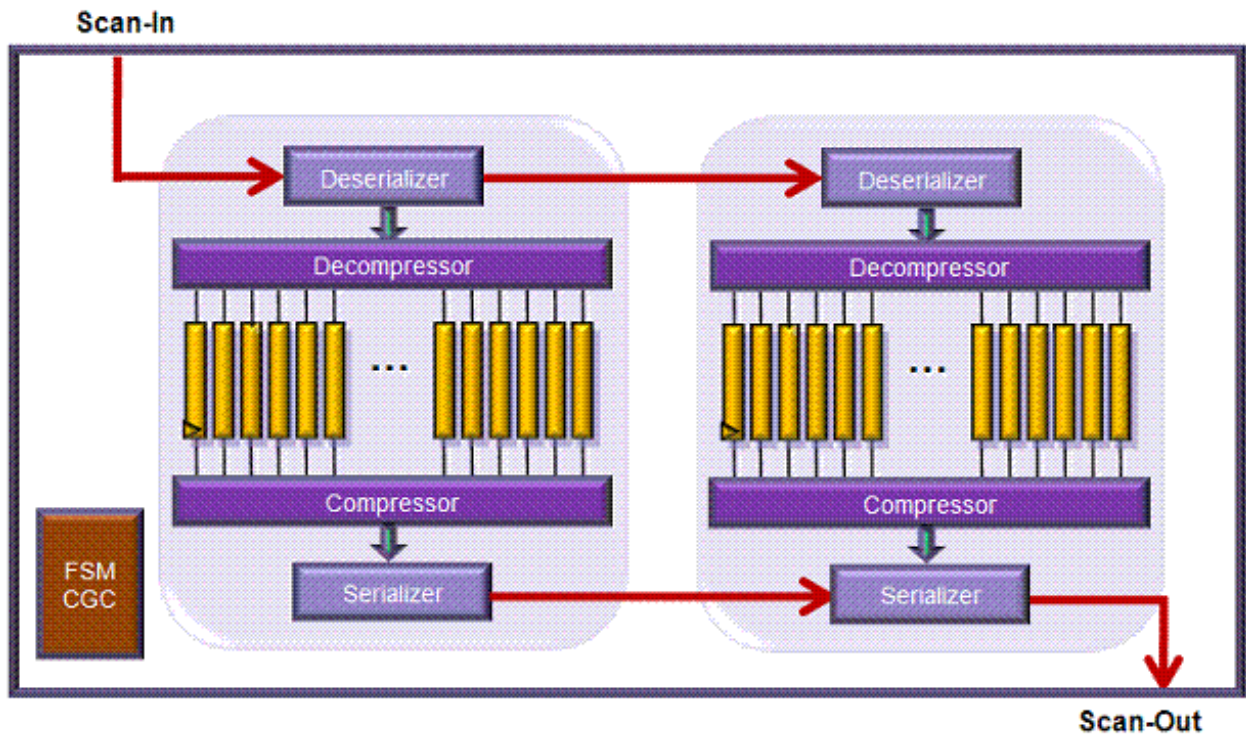 Scan-In
Deserializer
Deserializer
Decompressor
Decompressor
...
...
Compressor
Compressor
FSM
CGC
Serializer
Serializer
Scan-Out